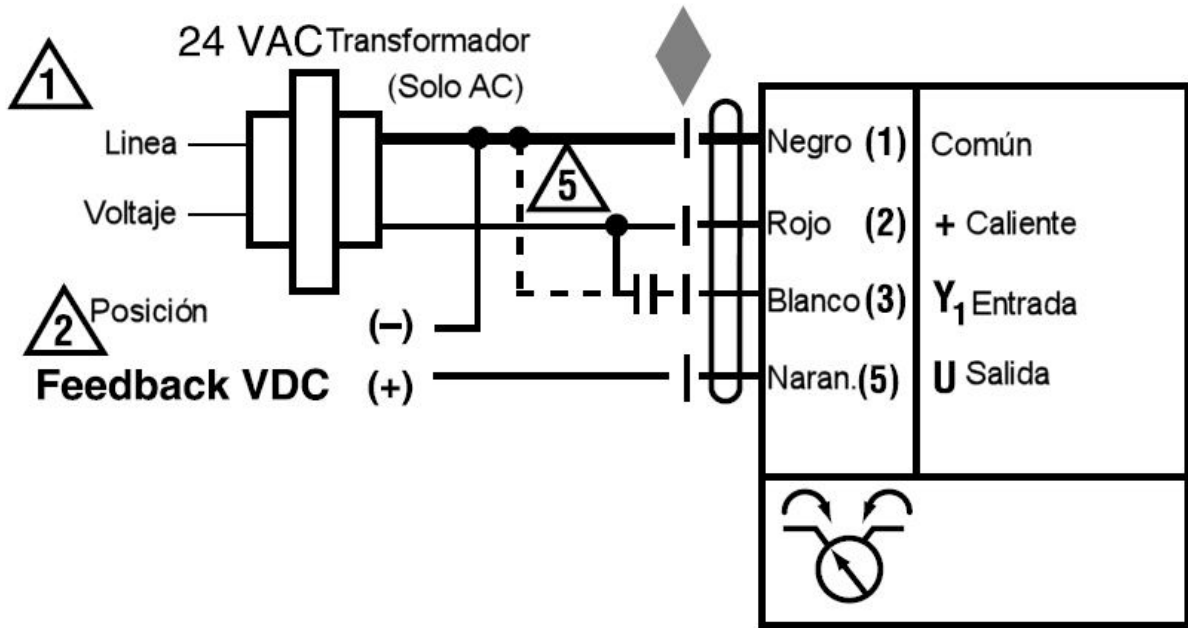 24 VAC Transformador
(Solo AC)
1
Linea
Voltaje
5
2
Posición
(–)
Feedback VDC (+)
Negro (1) Común
Rojo (2) + Caliente
Blanco (3) Y1 Entrada
Naran. (5) U Salida